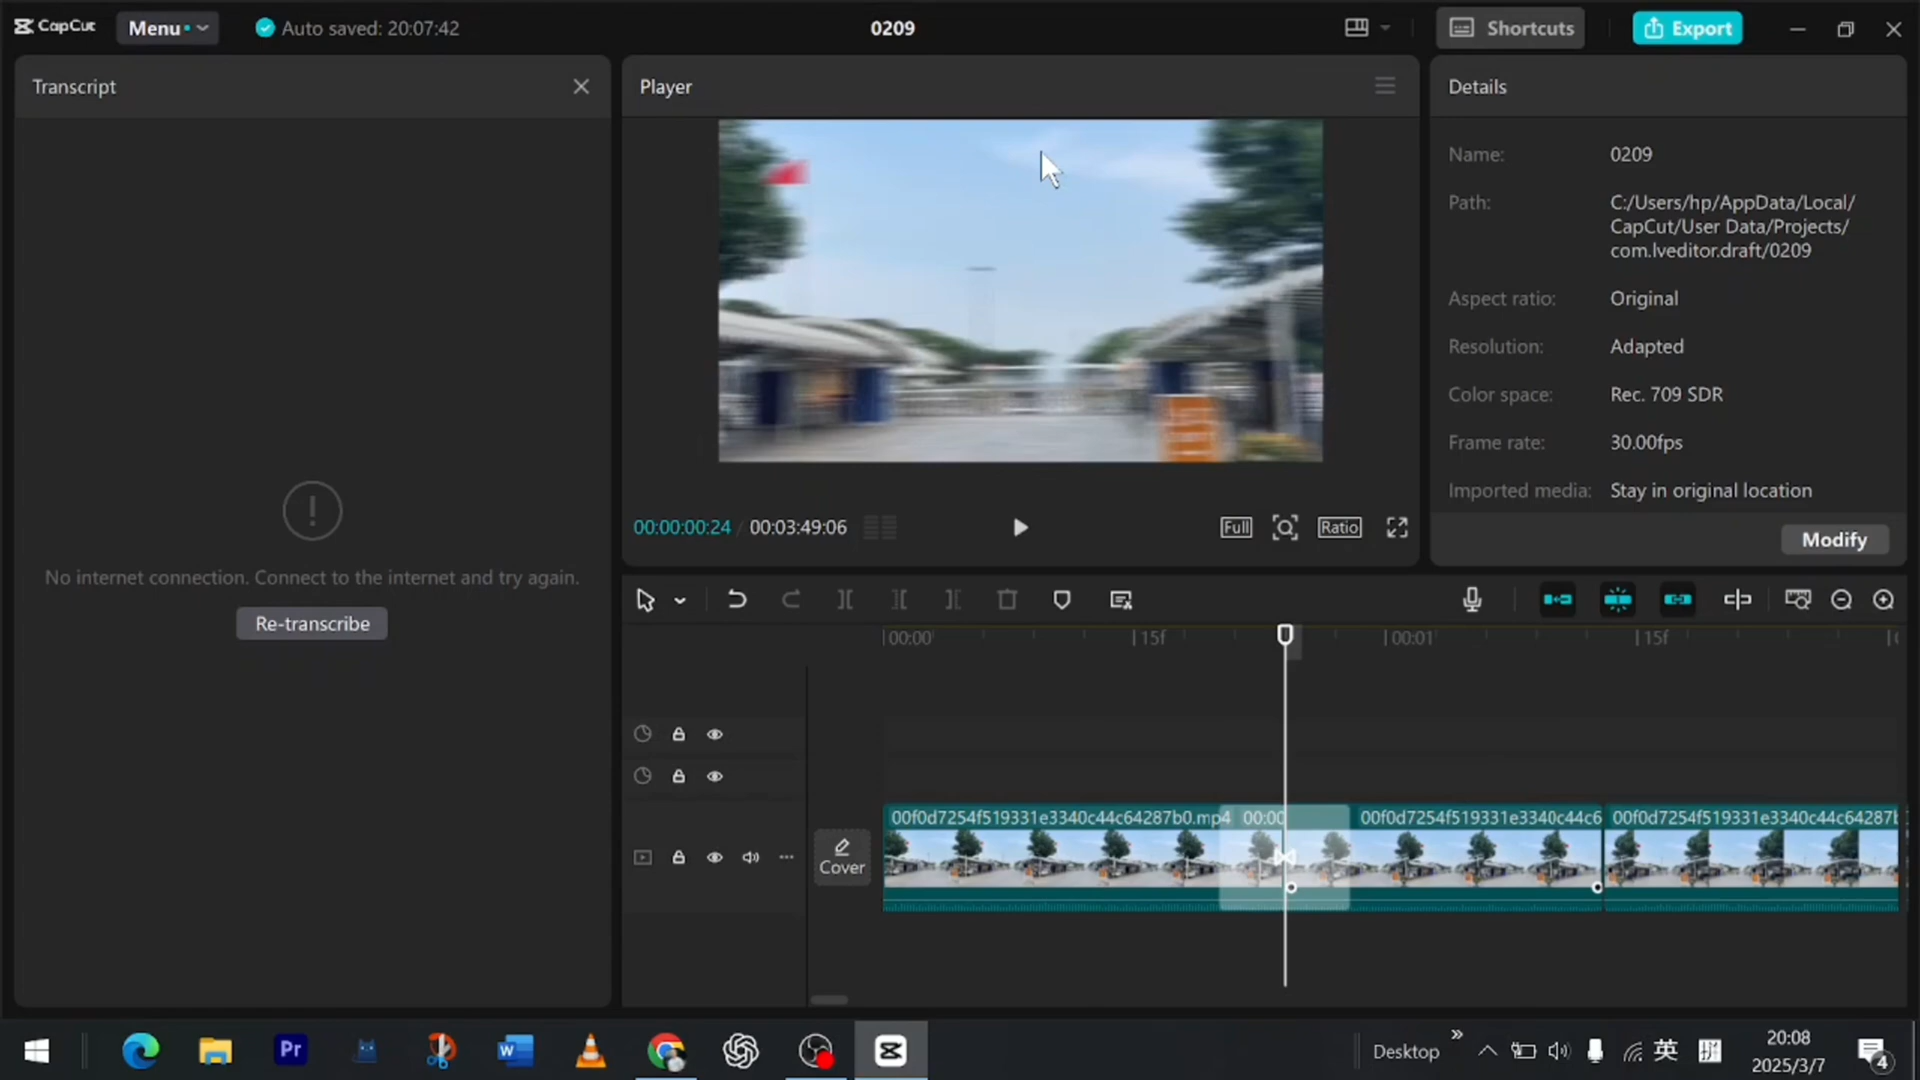 CapCut
Menu
Auto saved: 20:07:42
0209
Shortcuts
Export
Transcript
Player
Details
Name: 0209
Path: C:/Users/hp/AppData/Local/
CapCut/User Data/Projects/
com.lveditor.draft/0209
Aspect ratio: Original
Resolution: Adapted
Color space: Rec. 709 SDR
Frame rate: 30.00fps
Imported media: Stay in original location
Modify
No internet connection. Connect to the internet and try again.
Re-transcribe
00:00:00:24 / 00:03:49:06
Full
Ratio
00:00
15f
00:01
15f
Cover
00f0d7254f519331e3340c44c64287b0.mp4
00:00
00f0d7254f519331e3340c44c6
00f0d7254f519331e3340c44c64287b
Pr
W
Desktop
英
拼
20:08
2025/3/7
4